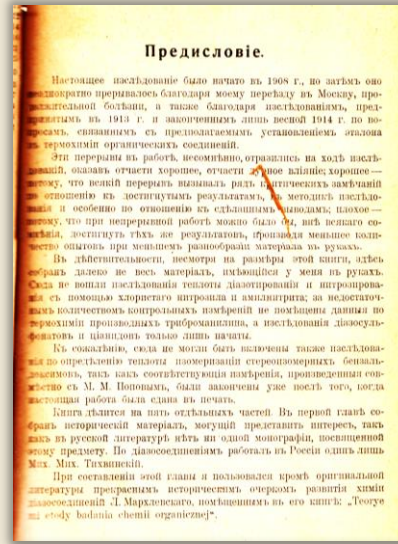 Предисловіе.
Настоящее изслѣдованіе было начато въ 1908 г., но затѣмъ оно
неоднократно прерывалось благодаря моему переѣзду въ Москву, про-
должительной болѣзни, а также благодаря изслѣдованіямъ, пред-
принятымъ въ 1913 г. и законченнымъ лишь весной 1914 г. по во-
просамъ, связаннымъ съ предполагаемымъ установленіемъ эталона
въ термохиміи органическихъ соединеній.
Эти перерывы въ работѣ, несомнѣнно, отразились на ходѣ изслѣ-
дованій, оказавъ отчасти хорошее, отчасти дурное вліяніе; хорошее —
потому, что всякій перерывъ вызывалъ рядъ критическихъ замѣчаній
по отношенію къ достигнутымъ результатамъ, къ методикѣ изслѣдо-
ванія и особенно по отношенію къ сдѣланнымъ выводамъ; плохое —
потому, что при непрерывной работѣ можно было бы, внѣ всякаго со-
мнѣнія, достигнуть тѣхъ же результатовъ, производя меньшее коли-
чество опытовъ при меньшемъ разнообразіи матеріала въ рукахъ.
Въ дѣйствительности, несмотря на размѣры этой книги, здѣсь
собранъ далеко не весь матеріалъ, имѣющійся у меня въ рукахъ.
Сюда не вошли изслѣдованія теплоты діазотированія и нитрозирова-
нія съ помощью хлористаго нитрозила и амилнитрита; за недостаточ-
нымъ количествомъ контрольныхъ измѣреній не помѣщены данныя по
термохиміи производныхъ триброманилина, а изслѣдованія діазосуль-
фонатовъ и ціанидовъ только лишь начаты.
Къ сожалѣнію, сюда не могли быть включены также изслѣдова-
нія по опредѣленію теплоты изомеризаціи стереоизомерныхъ бензаль-
доксимовъ, такъ какъ соотвѣтствующія измѣренія, произведенныя сов-
мѣстно съ М. М. Поповымъ, были закончены уже послѣ того, когда
настоящая работа была сдана въ печать.
Книга дѣлится на пять отдѣльныхъ частей. Въ первой главѣ со-
бранъ историческій матеріалъ, могущій представить интересъ, такъ
какъ въ русской литературѣ нѣтъ ни одной монографіи, посвященной
этому предмету. По діазосоединеніямъ работалъ въ Россіи одинъ лишь
Мих. Мих. Тихвинскій.
При составленіи этой главы я пользовался кромѣ оригинальной
литературы прекраснымъ историческимъ очеркомъ развитія химіи
діазосоединеній Л. Мархлевскаго, помѣщеннымъ въ его книгѣ: „Teorye
i metody badania chemii organicznej“.